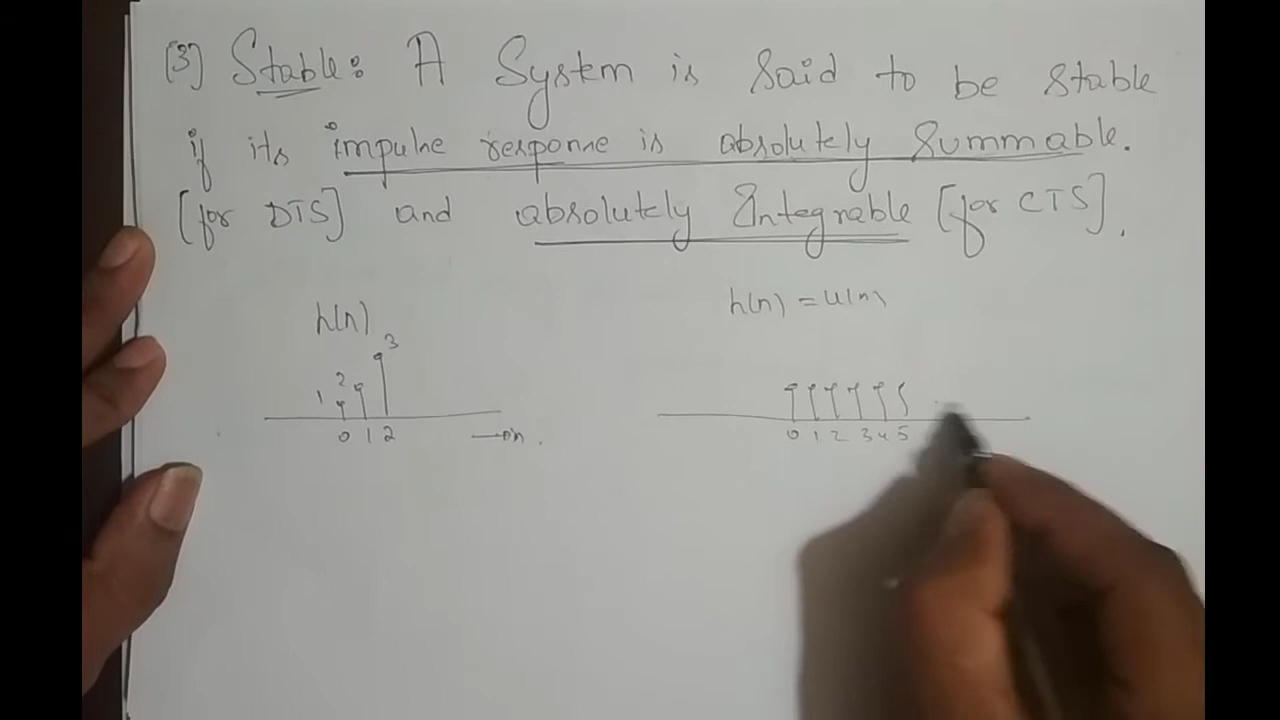 (3) Stable: A System is said to be stable
if its impulse response is absolutely Summable.
[for DTS] and absolutely Integrable [for CTS].
h(n)
h(n) = u(n)
1 2 3
0 1 2 → n.
0 1 2 3 4 5